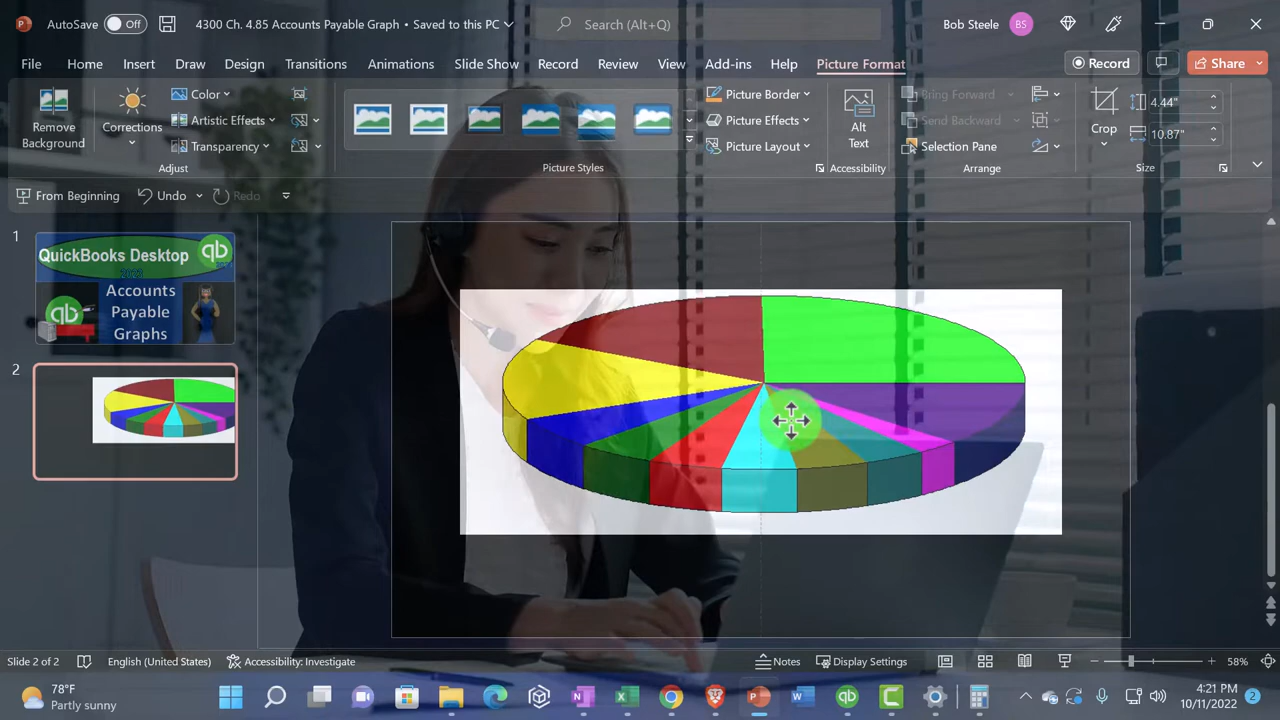 AutoSave Off 4300 Ch. 4.85 Accounts Payable Graph • Saved to this PC Search (Alt+Q) Bob Steele BS
File Home Insert Draw Design Transitions Animations Slide Show Record Review View Add-ins Help Picture Format Record Share
Remove Background
Corrections
Color
Artistic Effects
Transparency
Adjust
Picture Styles
Picture Border
Picture Effects
Picture Layout
Alt Text
Accessibility
Bring Forward
Send Backward
Selection Pane
Arrange
Crop
4.44"
10.87"
Size
From Beginning Undo Redo
1
QuickBooks Desktop qb
qb Accounts
Payable
Graphs
2
Slide 2 of 2 English (United States) Accessibility: Investigate Notes Display Settings 58%
78°F
Partly sunny
4:21 PM
10/11/2022
2